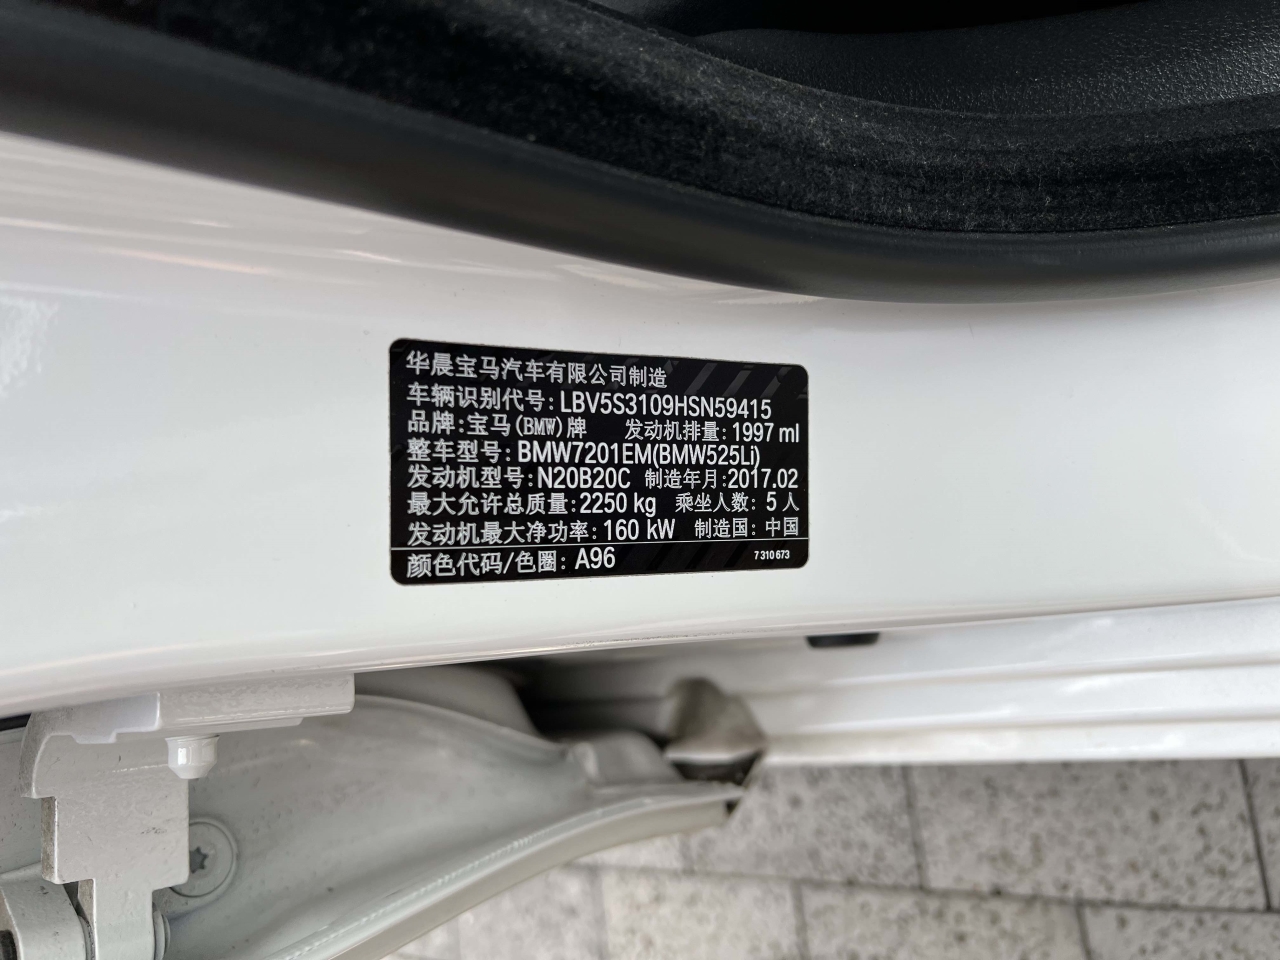 华晨宝马汽车有限公司制造
车辆识别代号: LBV5S3109HSN59415
品牌: 宝马(BMW)牌 发动机排量: 1997 ml
整车型号: BMW7201EM(BMW525Li)
发动机型号: N20B20C 制造年月: 2017.02
最大允许总质量: 2250 kg 乘坐人数: 5 人
发动机最大净功率: 160 kW 制造国: 中国
颜色代码/色圈: A96 7 310 673